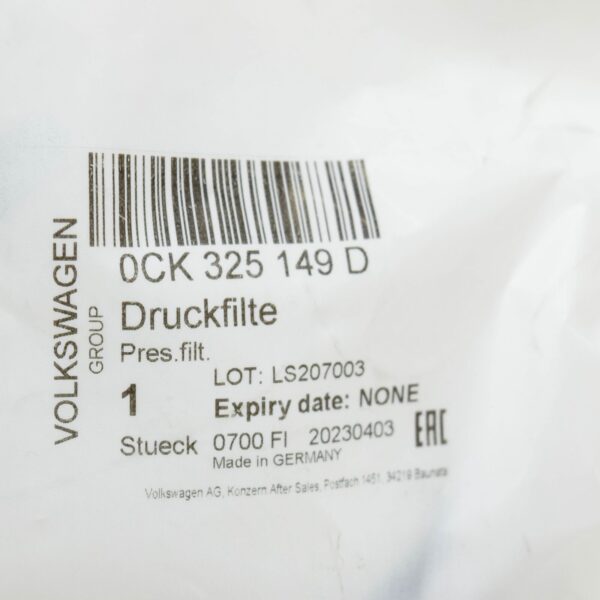 VOLKSWAGEN
GROUP
0CK 325 149 D
Druckfilte
Pres.filt.
1
LOT: LS207003
Expiry date: NONE
Stueck
0700 FI 20230403
EAC
Made in GERMANY
Volkswagen AG, Konzern After Sales, Postfach 1451, 34219 Baunata